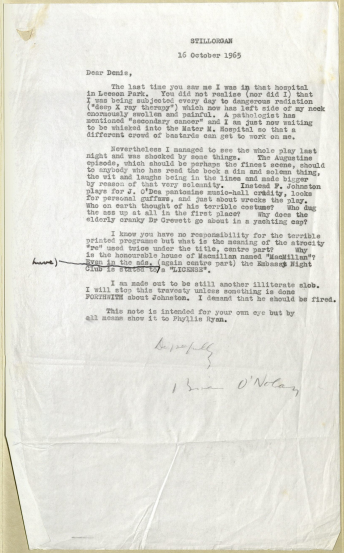 STILLORGAN
16 October 1965
Dear Denis,
The last time you saw me I was in that hospital
in Leeson Park. You did not realise (nor did I) that
I was being subjected every day to dangerous radiation
("deep X ray therapy") which now has left side of my neck
enormously swollen and painful. A pathologist has
mentioned "secondary cancer" and I am just now waiting
to be whisked into the Mater M. Hospital so that a
different crowd of bastards can get to work on me.
Nevertheless I managed to see the whole play last
night and was shocked by some things. The Augustine
episode, which should be perhaps the finest scene, should
to anybody who has read the book a dim and solemn thing,
the wit and laughs being in the lines and made bigger
by reason of that very solemnity. Instead F. Johnston
plays for J. O'Dea pantomime music-hall crudity, looks
for personal guffaws, and just about wrecks the play.
Who on earth thought of his terrible costume? Who dug
the ass up at all in the first place? Why does the
elderly cranky Dr Crewett go about in a yachting cap?
I know you have no responsibility for the terrible
printed programme but what is the meaning of the atrocity
"re" used twice under the title, centre part? Why
is the honourable house of Macmillan named "MacMillan"?
Even in the ads. (again centre part) the Embassy Night
Club is stated to a "LICENSE".
have
I am made out to be still another illiterate slob.
I will stop this travesty unless something is done
FORTHWITH about Johnston. I demand that he should be fired.
This note is intended for your own eye but by
all means show it to Phyllis Ryan.
Hopefully
Brian O'Nolan